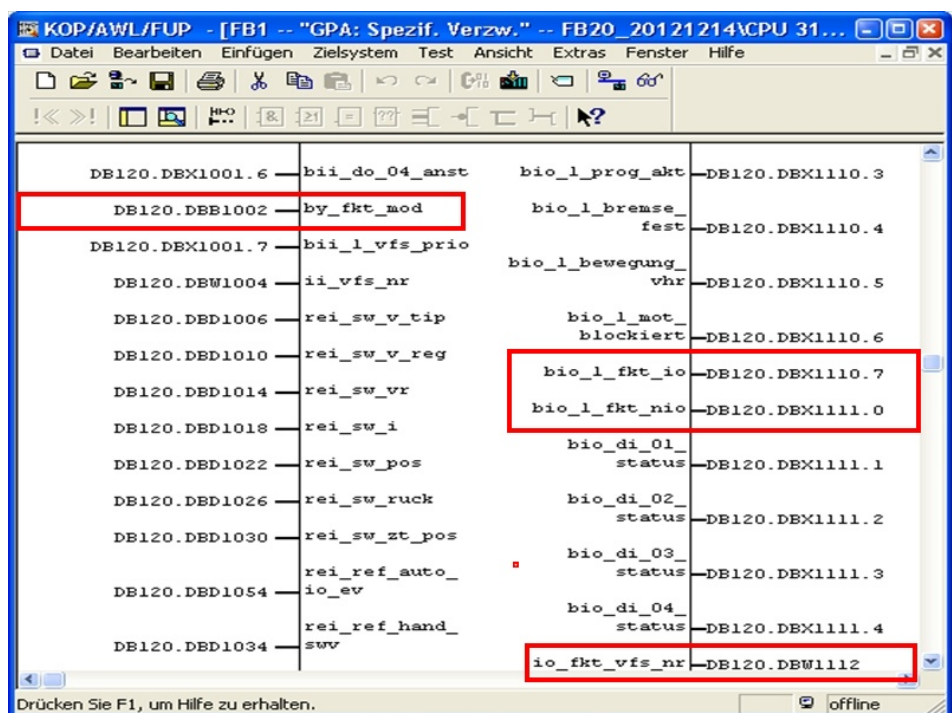 KOP/AWL/FUP - [FB1 -- "GPA: Spezif. Verzw." -- FB20_20121214\CPU 31...
Datei Bearbeiten Einfügen Zielsystem Test Ansicht Extras Fenster Hilfe
DB120.DBX1001.6 bii_do_04_anst
DB120.DBB1002 by_fkt_mod
DB120.DBX1001.7 bii_l_vfs_prio
DB120.DBW1004 ii_vfs_nr
DB120.DBD1006 rei_sw_v_tip
DB120.DBD1010 rei_sw_v_reg
DB120.DBD1014 rei_sw_vr
DB120.DBD1018 rei_sw_i
DB120.DBD1022 rei_sw_pos
DB120.DBD1026 rei_sw_ruck
DB120.DBD1030 rei_sw_zt_pos
rei_ref_auto_
DB120.DBD1054 io_ev
rei_ref_hand_
DB120.DBD1034 swv
bio_l_prog_akt DB120.DBX1110.3
bio_l_bremse_
fest DB120.DBX1110.4
bio_l_bewegung_
vhr DB120.DBX1110.5
bio_l_mot_
blockiert DB120.DBX1110.6
bio_l_fkt_io DB120.DBX1110.7
bio_l_fkt_nio DB120.DBX1111.0
bio_di_01_
status DB120.DBX1111.1
bio_di_02_
status DB120.DBX1111.2
bio_di_03_
status DB120.DBX1111.3
bio_di_04_
status DB120.DBX1111.4
io_fkt_vfs_nr DB120.DBW1112
Drücken Sie F1, um Hilfe zu erhalten.
offline